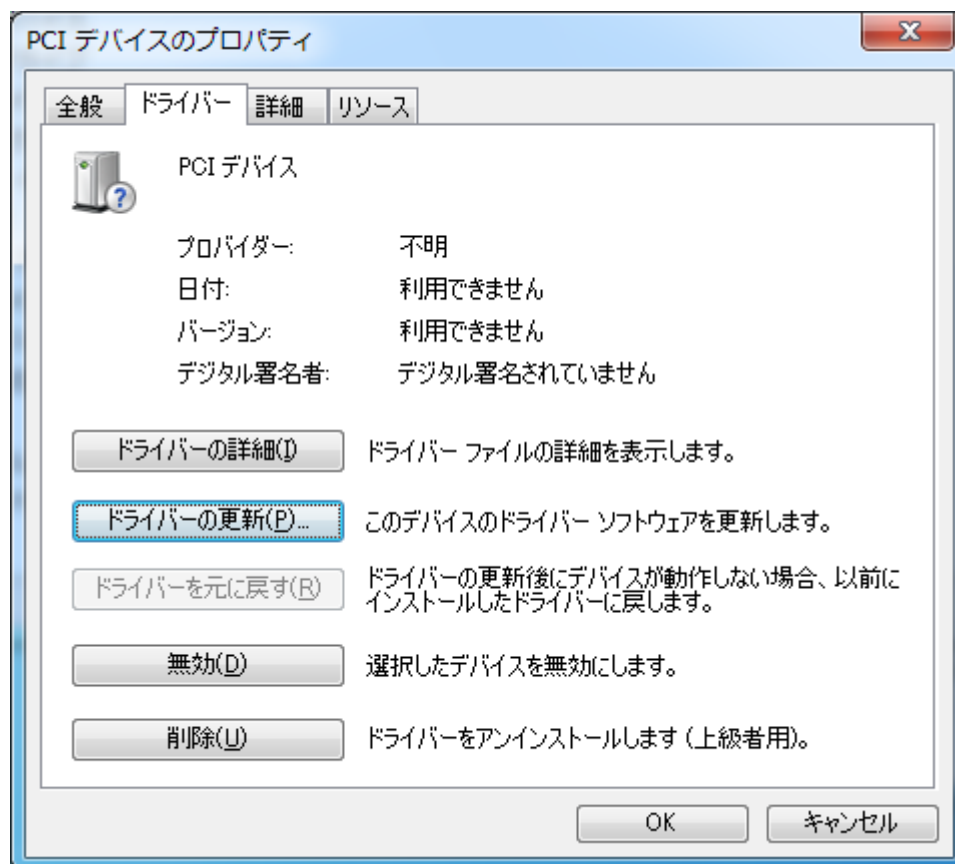 PCI デバイスのプロパティ
全般 ドライバー 詳細 リソース
PCI デバイス
プロバイダー: 不明
日付: 利用できません
バージョン: 利用できません
デジタル署名者: デジタル署名されていません
ドライバーの詳細(I) ドライバー ファイルの詳細を表示します。
ドライバーの更新(P)... このデバイスのドライバー ソフトウェアを更新します。
ドライバーを元に戻す(R) ドライバーの更新後にデバイスが動作しない場合、以前に
インストールしたドライバーに戻します。
無効(D) 選択したデバイスを無効にします。
削除(U) ドライバーをアンインストールします (上級者用)。
OK キャンセル